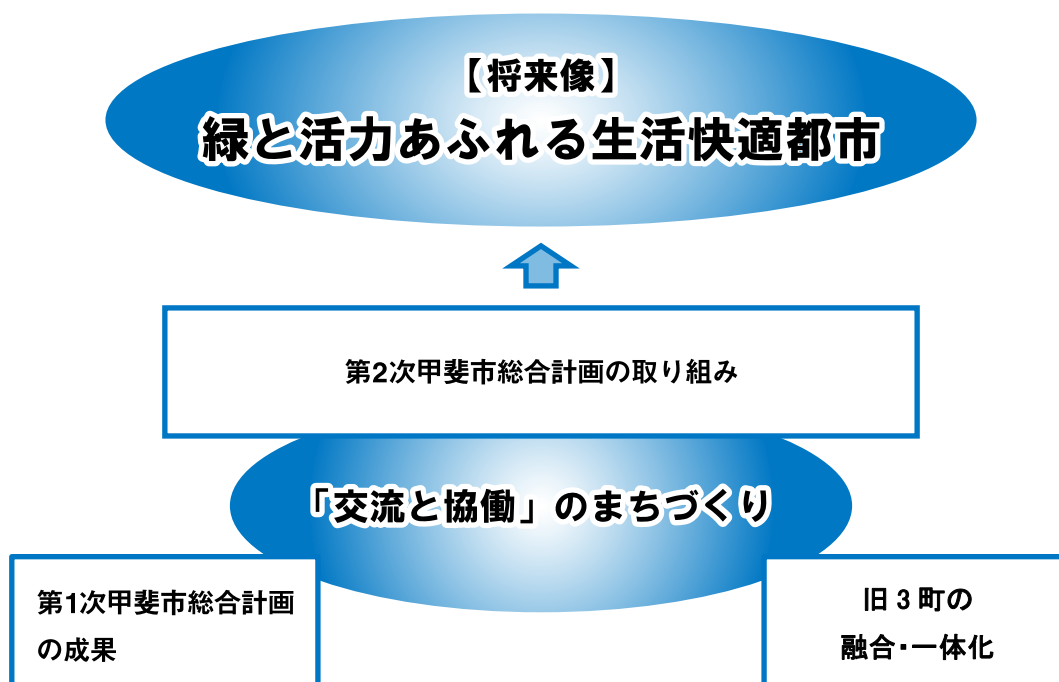 【将来像】
緑と活力あふれる生活快適都市
第2次甲斐市総合計画の取り組み
「交流と協働」のまちづくり
第1次甲斐市総合計画
の成果
旧3町の
融合・一体化